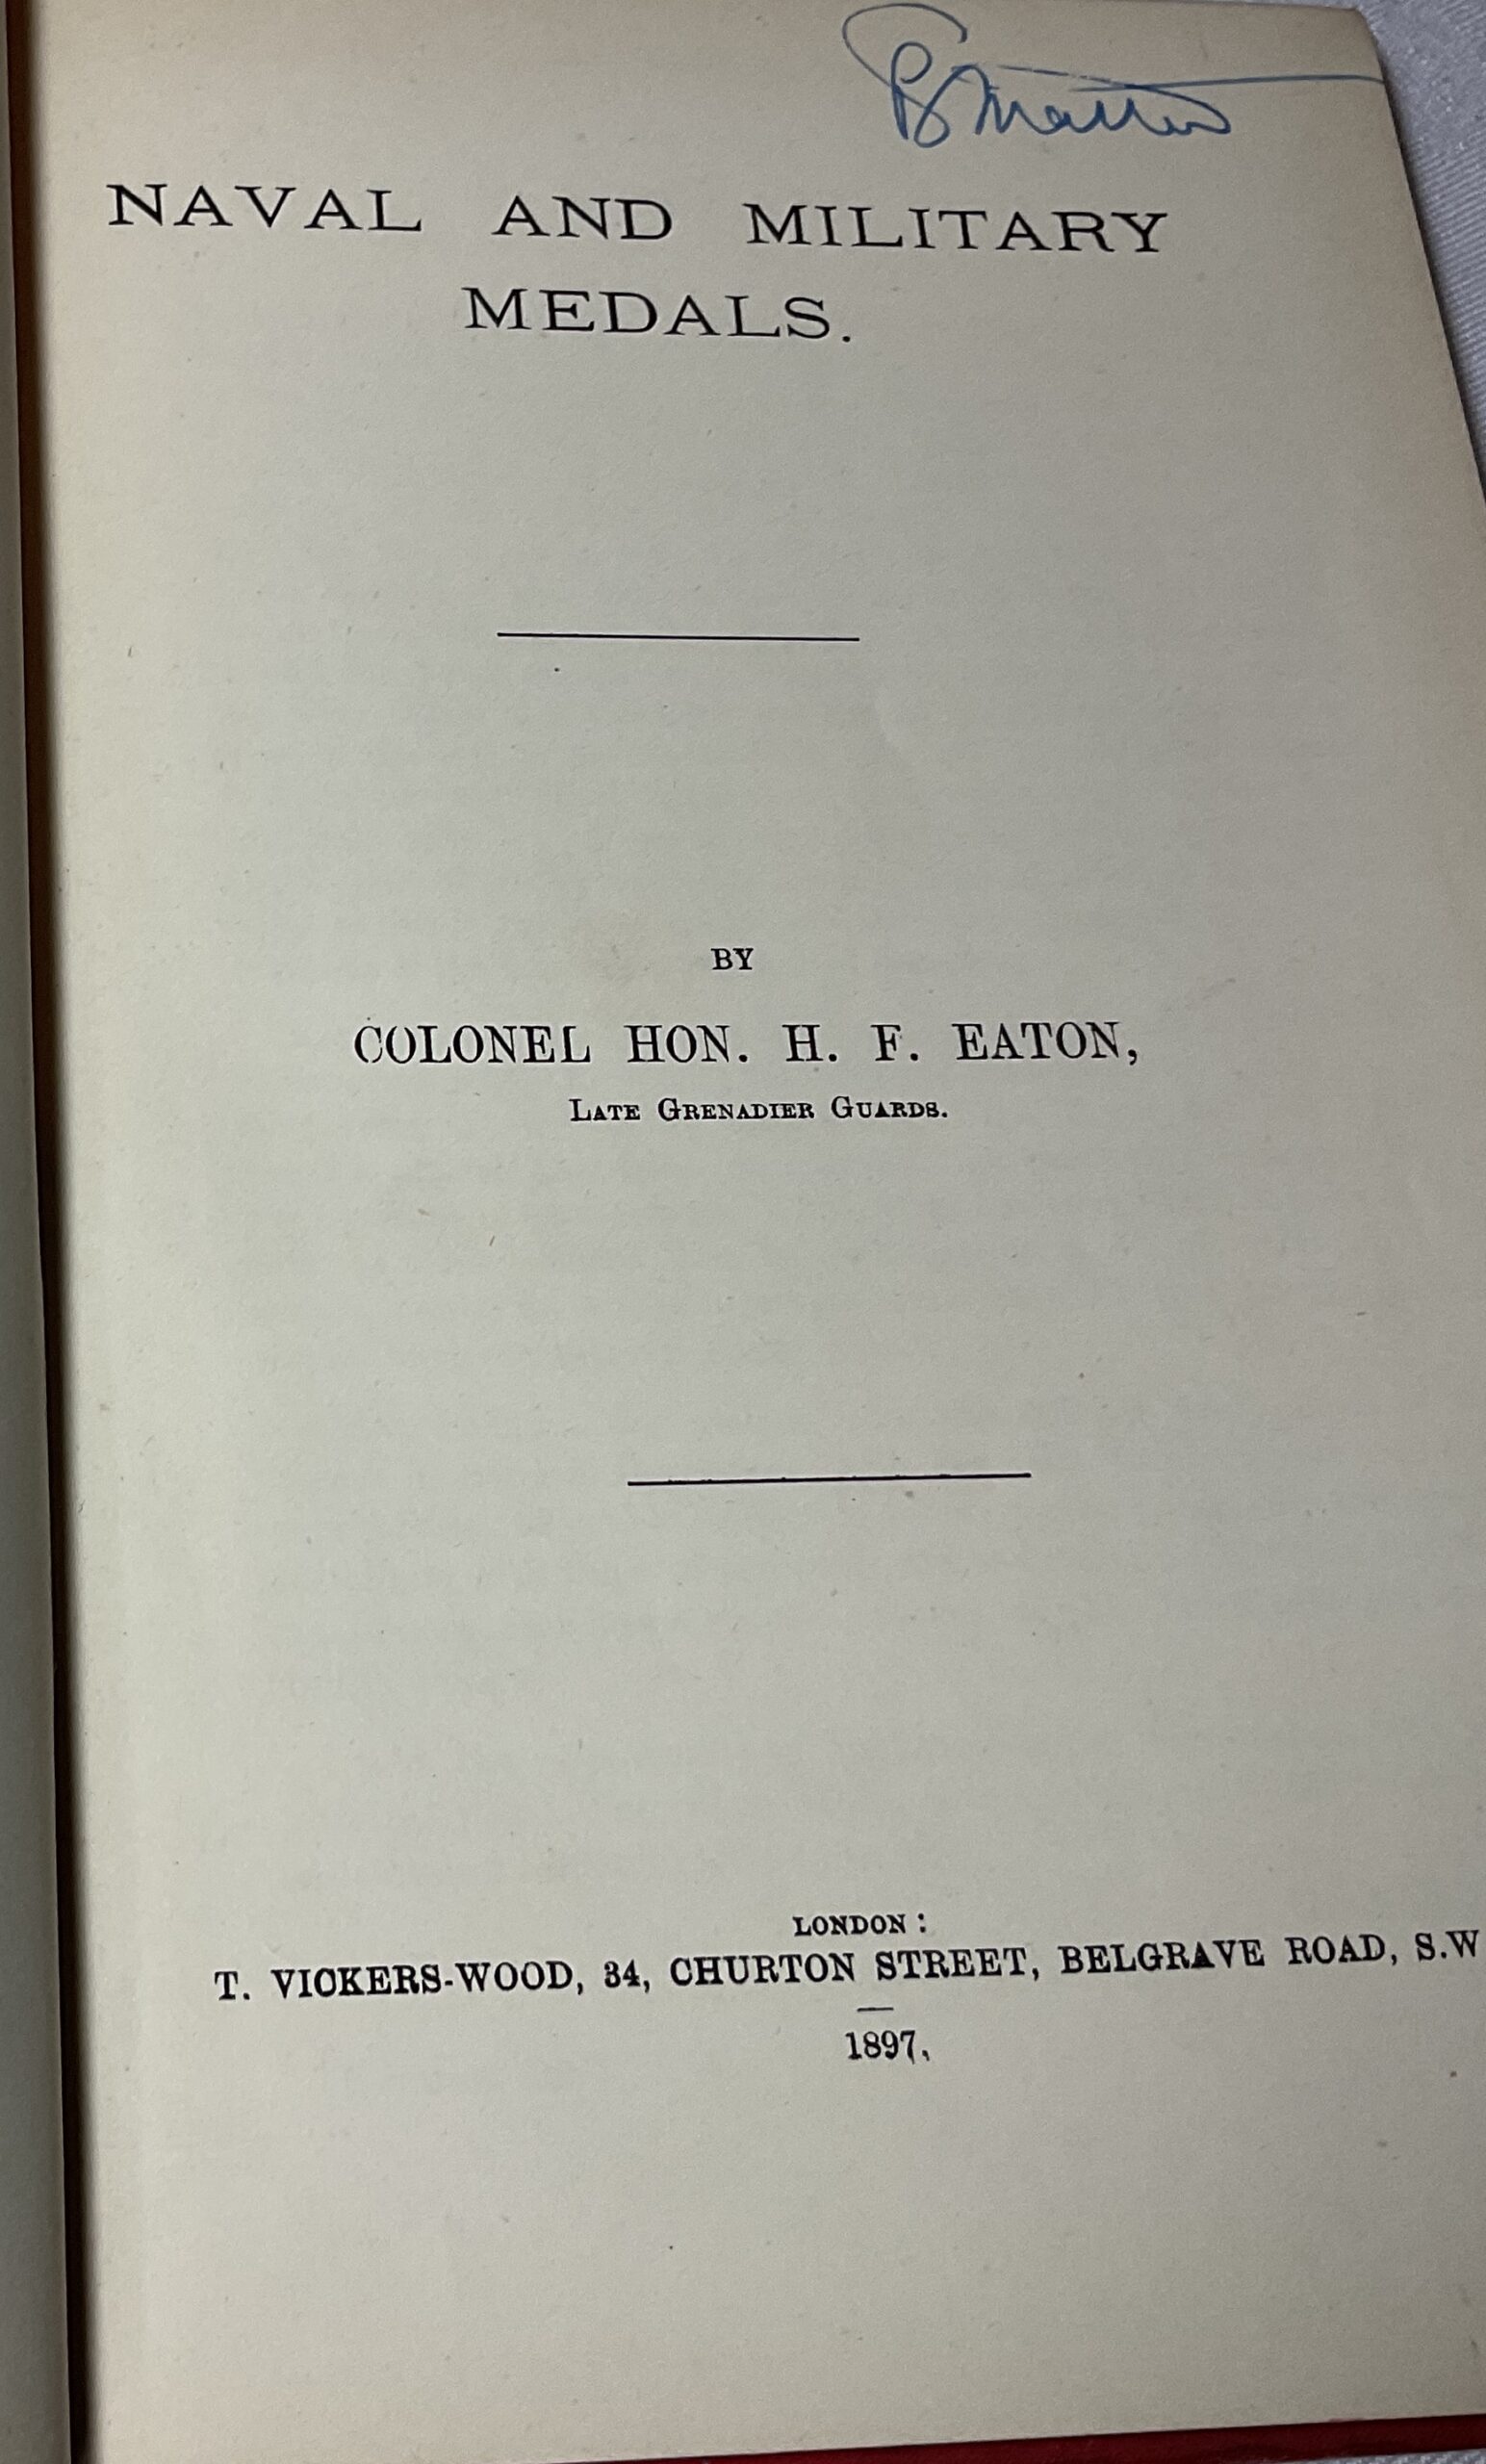 NAVAL AND MILITARY
MEDALS.
BY
COLONEL HON. H. F. EATON,
LATE GRENADIER GUARDS.
LONDON:
T. VICKERS-WOOD, 34, CHURTON STREET, BELGRAVE ROAD, S.W
1897.